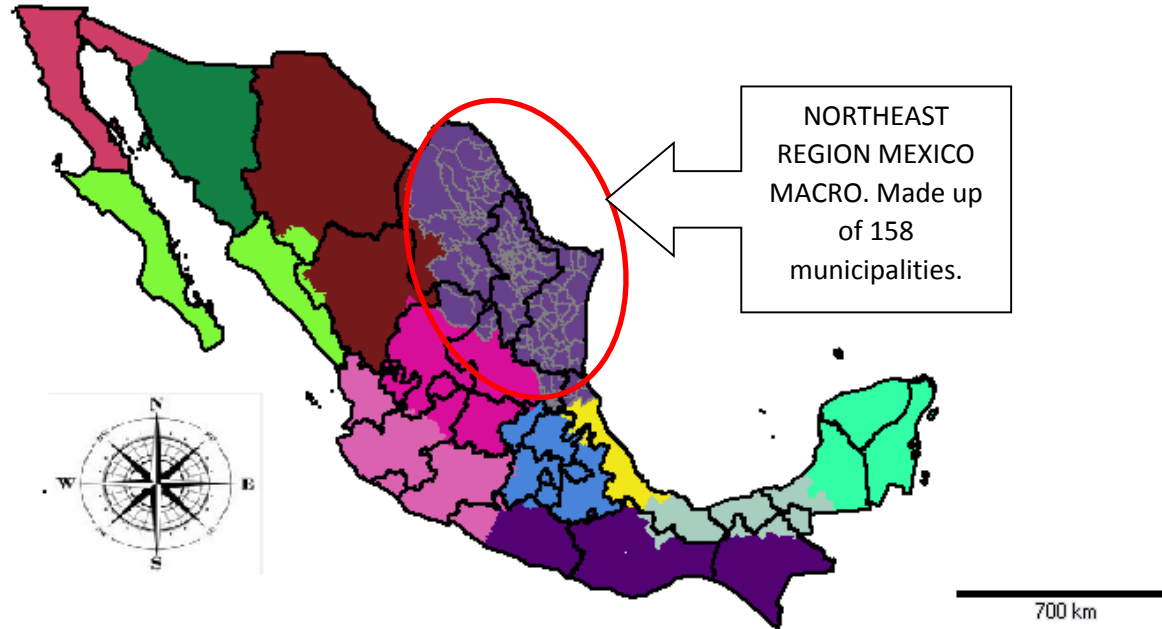 NORTHEAST
REGION MEXICO
MACRO. Made up
of 158
municipalities.
N
W
E
S
700 km